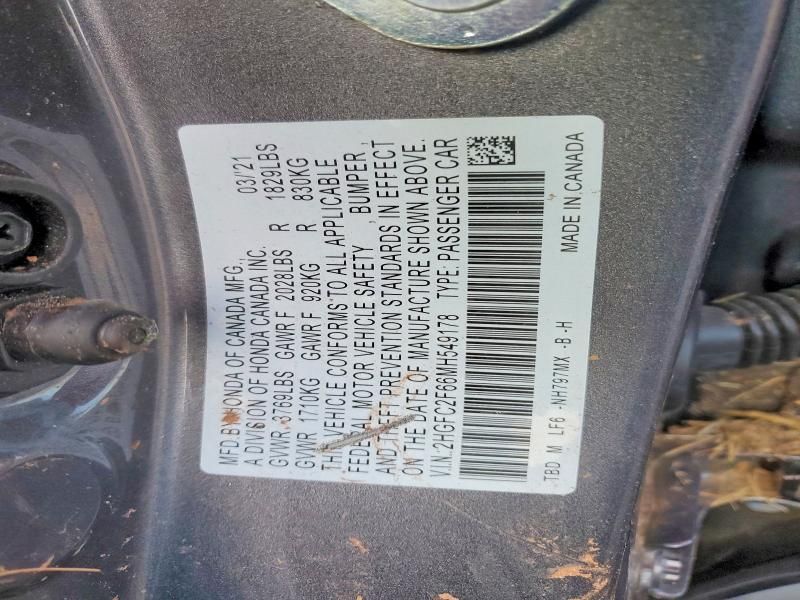 MFD.BY HONDA OF CANADA MFG., 03/'21
A DIVISION OF HONDA CANADA INC.
GVWR 3769LBS GAWR F 2028LBS R 1829LBS
GVWR 1710KG GAWR F 920KG R 830KG
THIS VEHICLE CONFORMS TO ALL APPLICABLE
FEDERAL MOTOR VEHICLE SAFETY , BUMPER ,
AND THEFT PREVENTION STANDARDS IN EFFECT
ON THE DATE OF MANUFACTURE SHOWN ABOVE.
V.I.N.:2HGFC2F66MH549178 TYPE: PASSENGER CAR
TBD M LF6 -NH797MX -B -H MADE IN CANADA